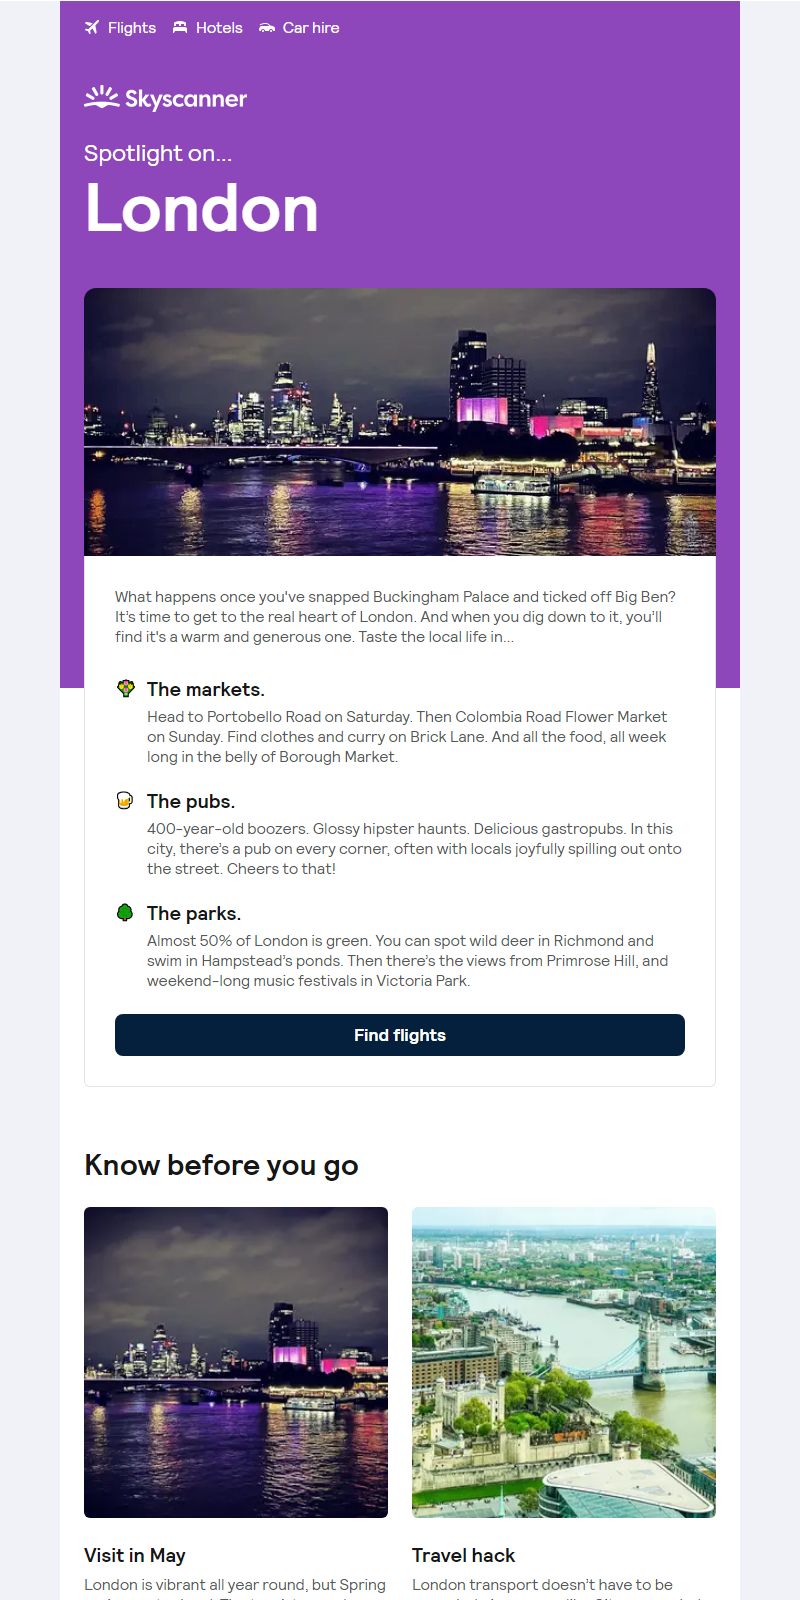 Flights Hotels Car hire
Skyscanner
Spotlight on...
London
What happens once you've snapped Buckingham Palace and ticked off Big Ben?
It's time to get to the real heart of London. And when you dig down to it, you'll
find it's a warm and generous one. Taste the local life in...
The markets.
Head to Portobello Road on Saturday. Then Colombia Road Flower Market
on Sunday. Find clothes and curry on Brick Lane. And all the food, all week
long in the belly of Borough Market.
The pubs.
400-year-old boozers. Glossy hipster haunts. Delicious gastropubs. In this
city, there's a pub on every corner, often with locals joyfully spilling out onto
the street. Cheers to that!
The parks.
Almost 50% of London is green. You can spot wild deer in Richmond and
swim in Hampstead's ponds. Then there's the views from Primrose Hill, and
weekend-long music festivals in Victoria Park.
Find flights
Know before you go
Visit in May
London is vibrant all year round, but Spring
Travel hack
London transport doesn't have to be